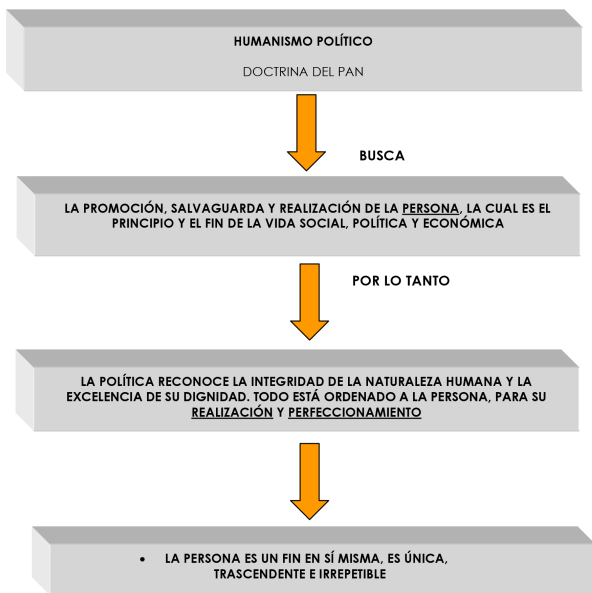 HUMANISMO POLÍTICO
DOCTRINA DEL PAN
BUSCA
LA PROMOCIÓN, SALVAGUARDA Y REALIZACIÓN DE LA PERSONA, LA CUAL ES EL
PRINCIPIO Y EL FIN DE LA VIDA SOCIAL, POLÍTICA Y ECONÓMICA
POR LO TANTO
LA POLÍTICA RECONOCE LA INTEGRIDAD DE LA NATURALEZA HUMANA Y LA
EXCELENCIA DE SU DIGNIDAD. TODO ESTÁ ORDENADO A LA PERSONA, PARA SU
REALIZACIÓN Y PERFECCIONAMIENTO
• LA PERSONA ES UN FIN EN SÍ MISMA, ES ÚNICA,
TRASCENDENTE E IRREPETIBLE